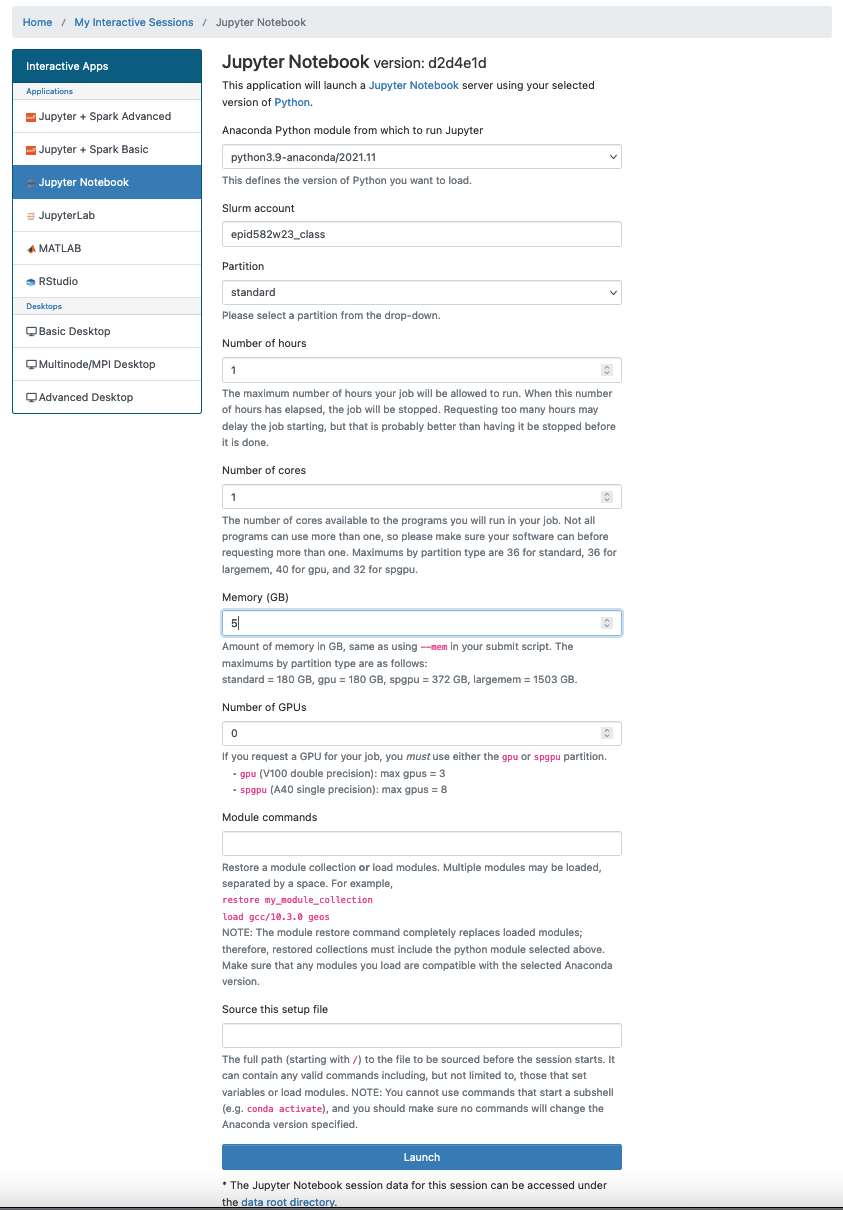 Home / My Interactive Sessions / Jupyter Notebook
Interactive Apps
Applications
Jupyter + Spark Advanced
Jupyter + Spark Basic
Jupyter Notebook
JupyterLab
MATLAB
RStudio
Desktops
Basic Desktop
Multinode/MPI Desktop
Advanced Desktop
Jupyter Notebook version: d2d4e1d
This application will launch a Jupyter Notebook server using your selected
version of Python.
Anaconda Python module from which to run Jupyter
python3.9-anaconda/2021.11
This defines the version of Python you want to load.
Slurm account
epid582w23_class
Partition
standard
Please select a partition from the drop-down.
Number of hours
1
The maximum number of hours your job will be allowed to run. When this number
of hours has elapsed, the job will be stopped. Requesting too many hours may
delay the job starting, but that is probably better than having it be stopped before
it is done.
Number of cores
1
The number of cores available to the programs you will run in your job. Not all
programs can use more than one, so please make sure your software can before
requesting more than one. Maximums by partition type are 36 for standard, 36 for
largemem, 40 for gpu, and 32 for spgpu.
Memory (GB)
5
Amount of memory in GB, same as using --mem in your submit script. The
maximums by partition type are as follows:
standard = 180 GB, gpu = 180 GB, spgpu = 372 GB, largemem = 1503 GB.
Number of GPUs
0
If you request a GPU for your job, you must use either the gpu or spgpu partition.
• gpu (V100 double precision): max gpus = 3
• spgpu (A40 single precision): max gpus = 8
Module commands
Restore a module collection or load modules. Multiple modules may be loaded,
separated by a space. For example,
restore my_module_collection
load gcc/10.3.0 geos
NOTE: The module restore command completely replaces loaded modules;
therefore, restored collections must include the python module selected above.
Make sure that any modules you load are compatible with the selected Anaconda
version.
Source this setup file
The full path (starting with /) to the file to be sourced before the session starts. It
can contain any valid commands including, but not limited to, those that set
variables or load modules. NOTE: You cannot use commands that start a subshell
(e.g. conda activate), and you should make sure no commands will change the
Anaconda version specified.
Launch
* The Jupyter Notebook session data for this session can be accessed under
the data root directory.